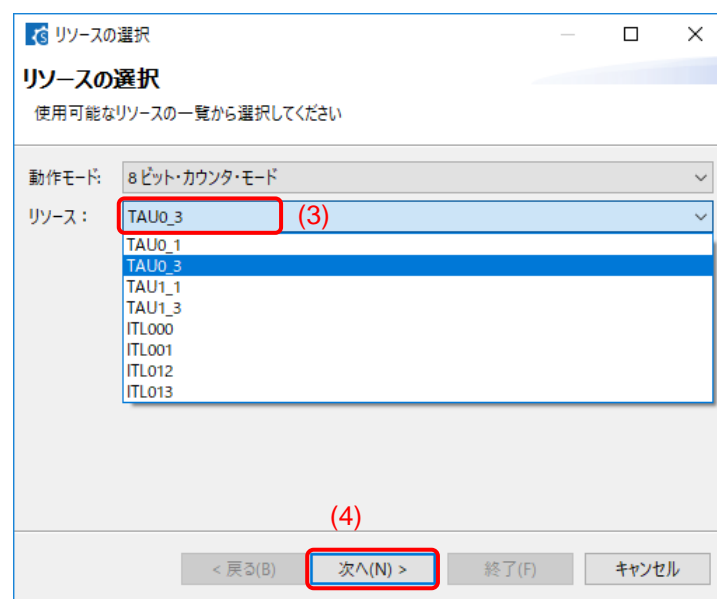 リソースの選択
リソースの選択
使用可能なリソースの一覧から選択してください
動作モード: 8 ビット・カウンタ・モード
リソース : TAU0_3 (3)
TAU0_1
TAU0_3
TAU1_1
TAU1_3
ITL000
ITL001
ITL012
ITL013
(4)
< 戻る(B) 次へ(N) > 終了(F) キャンセル